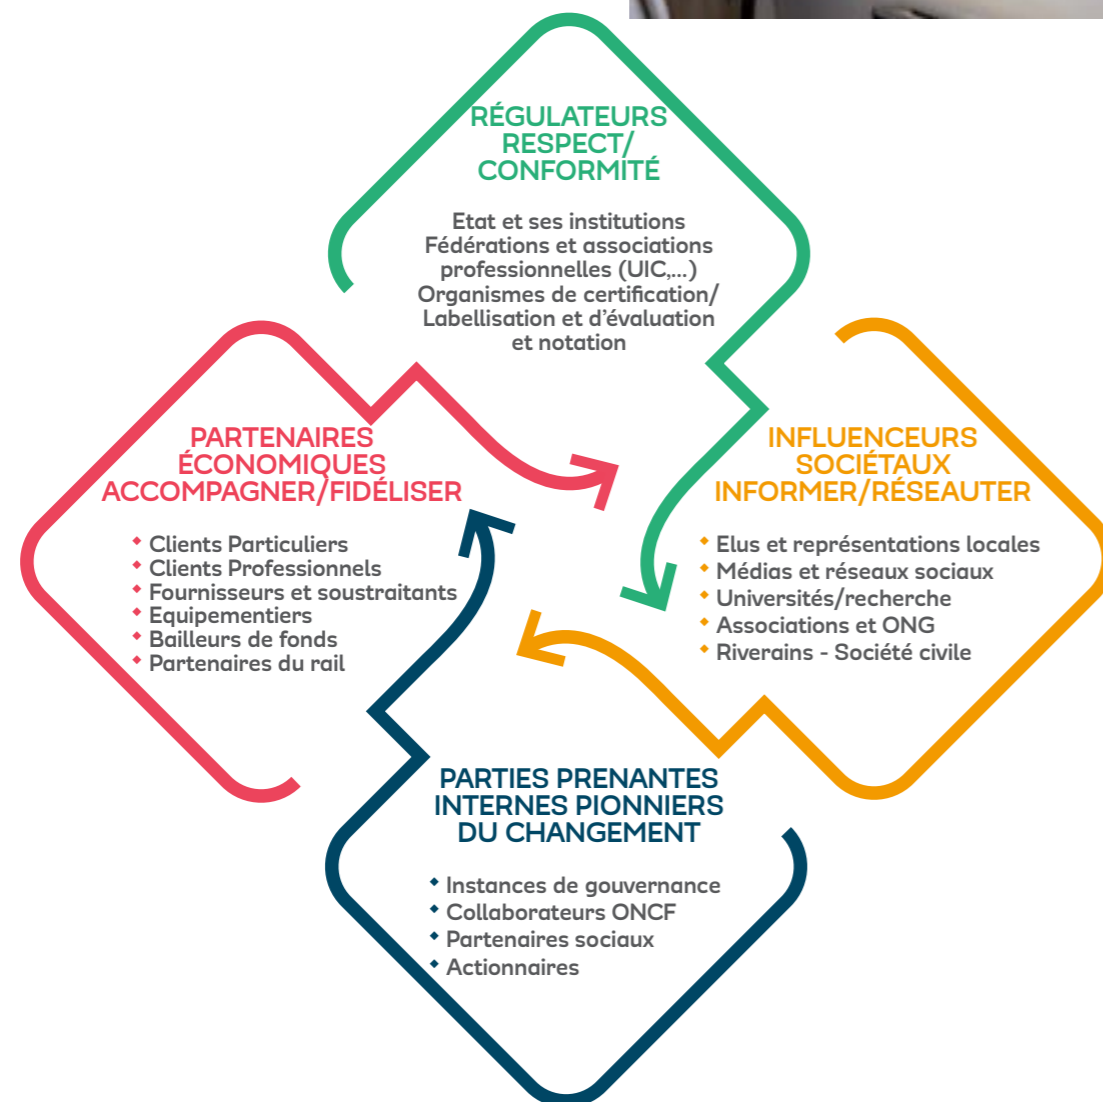 RÉGULATEURS
RESPECT/
CONFORMITÉ
Etat et ses institutions
Fédérations et associations
professionnelles (UIC,...)
Organismes de certification/
Labellisation et d'évaluation
et notation
PARTENAIRES
ÉCONOMIQUES
ACCOMPAGNER/FIDÉLISER
Clients Particuliers
Clients Professionnels
Fournisseurs et soustraitants
Equipementiers
Bailleurs de fonds
Partenaires du rail
INFLUENCEURS
SOCIÉTAUX
INFORMER/RÉSEAUTER
Elus et représentations locales
Médias et réseaux sociaux
Universités/recherche
Associations et ONG
Riverains - Société civile
PARTIES PRENANTES
INTERNES PIONNIERS
DU CHANGEMENT
Instances de gouvernance
Collaborateurs ONCF
Partenaires sociaux
Actionnaires